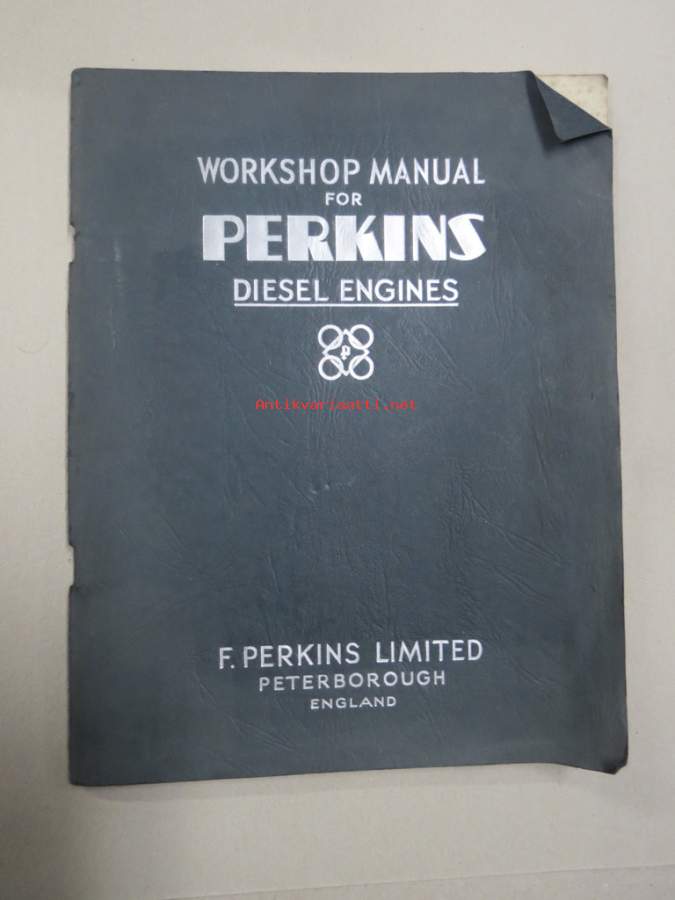 WORKSHOP MANUAL
FOR
PERKINS
DIESEL ENGINES
P
Antikvariaatti.net
F. PERKINS LIMITED
PETERBOROUGH
ENGLAND